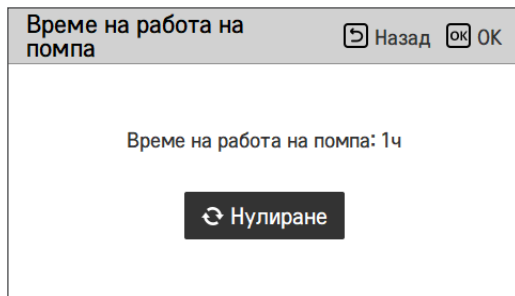 Време на работа на
помпа
Назад OK OK
Време на работа на помпа: 1ч
Нулиране